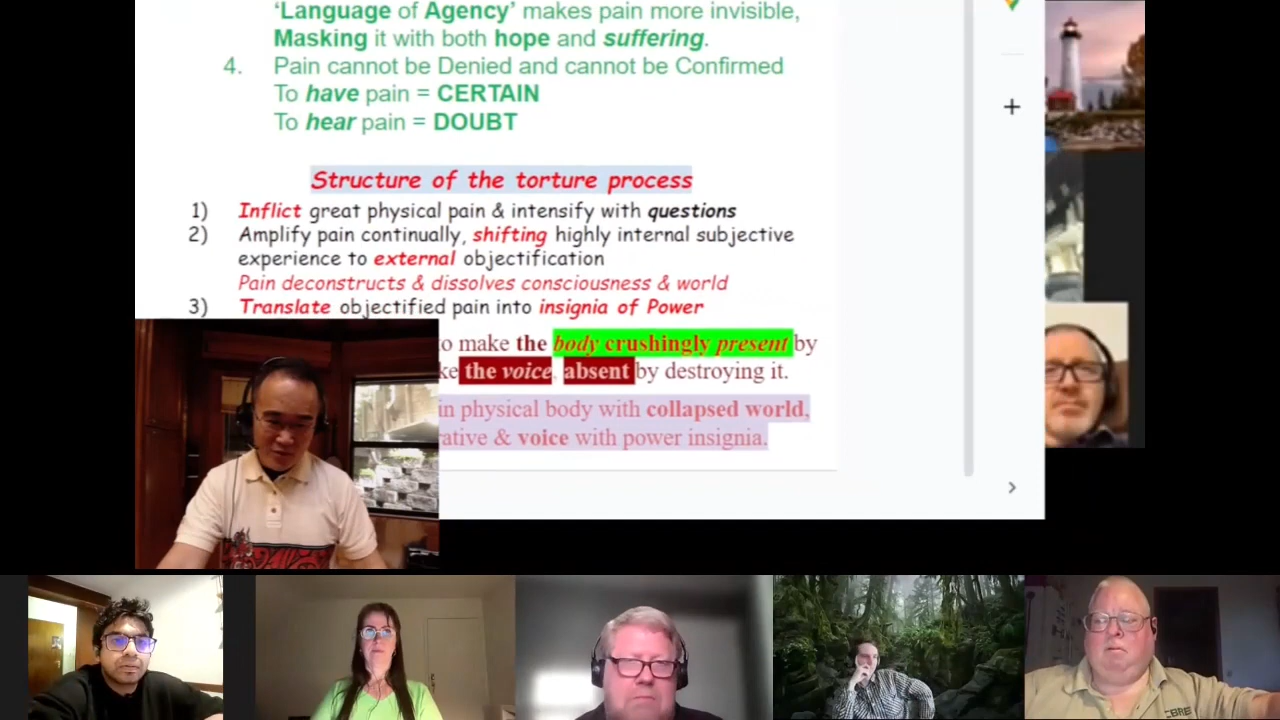 'Language of Agency' makes pain more invisible,
Masking it with both hope and suffering.
4. Pain cannot be Denied and cannot be Confirmed
To have pain = CERTAIN
To hear pain = DOUBT
Structure of the torture process
1) Inflict great physical pain & intensify with questions
2) Amplify pain continually, shifting highly internal subjective
experience to external objectification
Pain deconstructs & dissolves consciousness & world
3) Translate objectified pain into insignia of Power
to make the body crushingly present by
the voice, absent by destroying it.
physical body with collapsed world,
& voice with power insignia.
CBRE